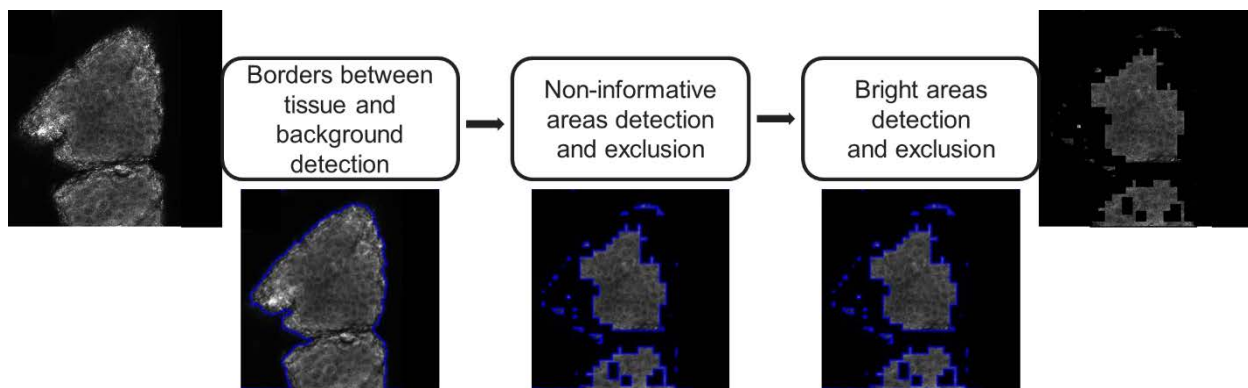 Borders between
tissue and
background
detection
Non-informative
areas detection
and exclusion
Bright areas
detection
and exclusion